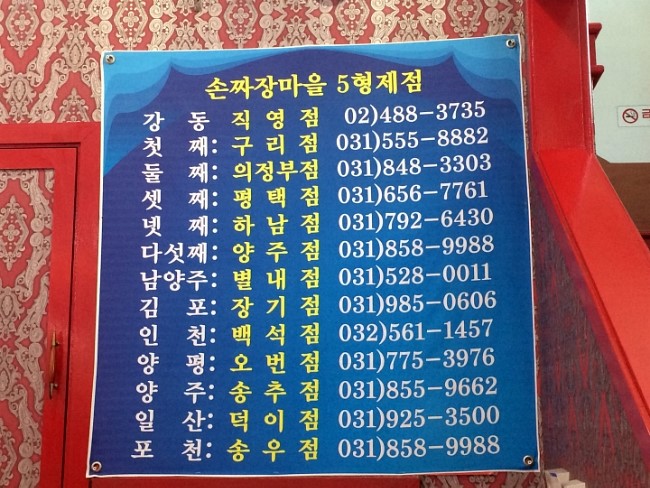 손짜장마을 5형제점
강 동 직영점 02)488-3735
첫 째: 구리점 031)555-8882
둘 째: 의정부점 031)848-3303
셋 째: 평택점 031)656-7761
넷 째: 하남점 031)792-6430
다섯째: 양주점 031)858-9988
남양주: 별내점 031)528-0011
김 포: 장기점 031)985-0606
인 천: 백석점 032)561-1457
양 평: 오번점 031)775-3976
양 주: 송추점 031)855-9662
일 산: 덕이점 031)925-3500
포 천: 송우점 031)858-9988
금